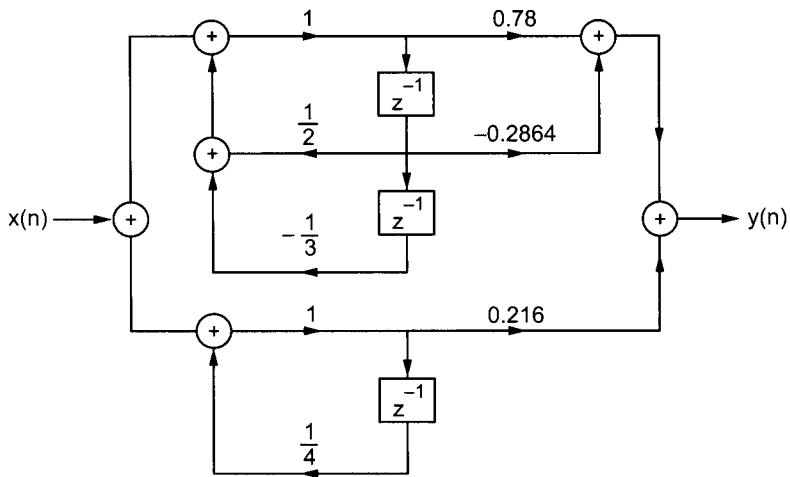 1
0.78
+
+
z⁻¹
1/2
−0.2864
+
x(n)
+
z⁻¹
+
y(n)
−1/3
+
1
0.216
z⁻¹
1/4